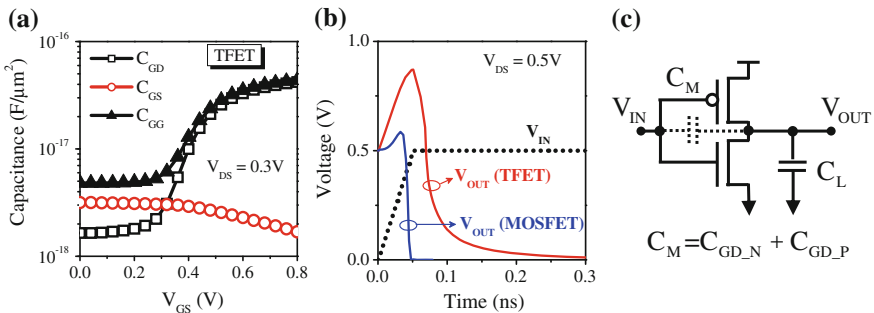 (a)
10^-16
10^-17
10^-18
Capacitance (F/μm²)
C_GD
C_GS
C_GG
TFET
V_DS = 0.3V
0.0 0.2 0.4 0.6 0.8
V_GS (V)
(b)
1.0
0.5
0.0
Voltage (V)
V_DS = 0.5V
V_IN
V_OUT (TFET)
V_OUT (MOSFET)
0.0 0.1 0.2 0.3
Time (ns)
(c)
C_M
V_IN
V_OUT
C_L
C_M = C_GD_N + C_GD_P